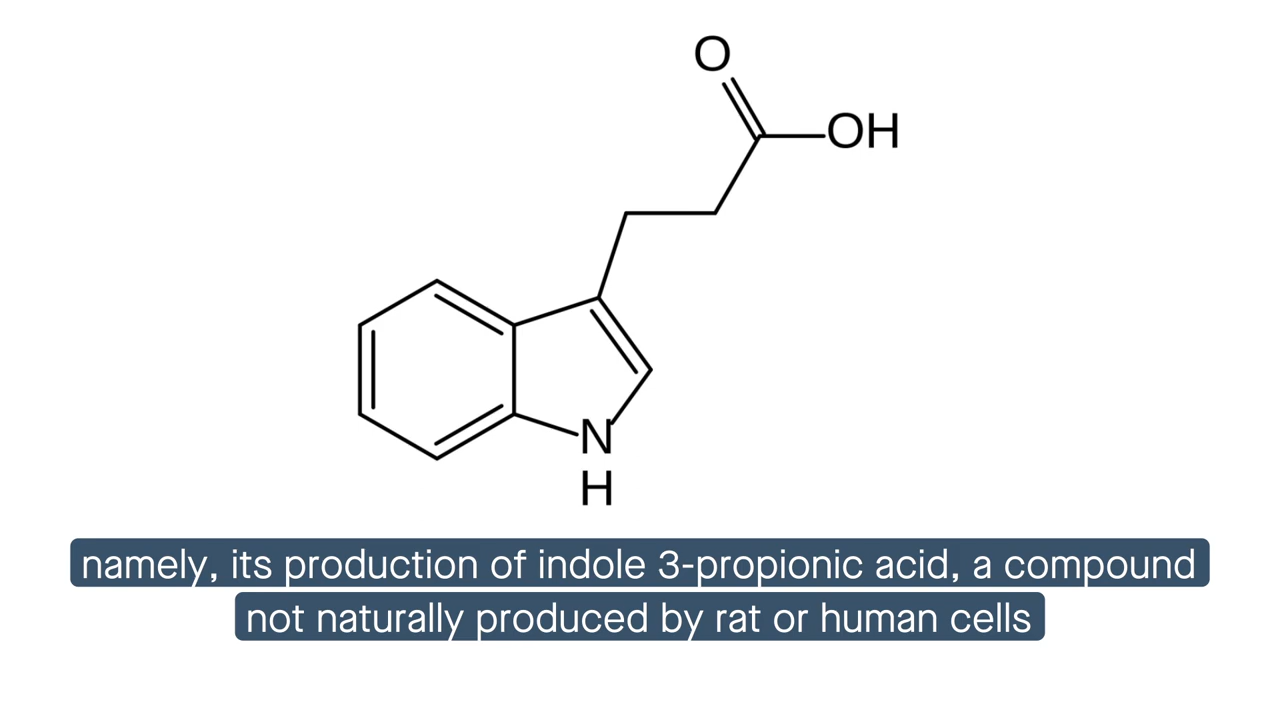 O
OH
N
H
namely, its production of indole 3-propionic acid, a compound
not naturally produced by rat or human cells